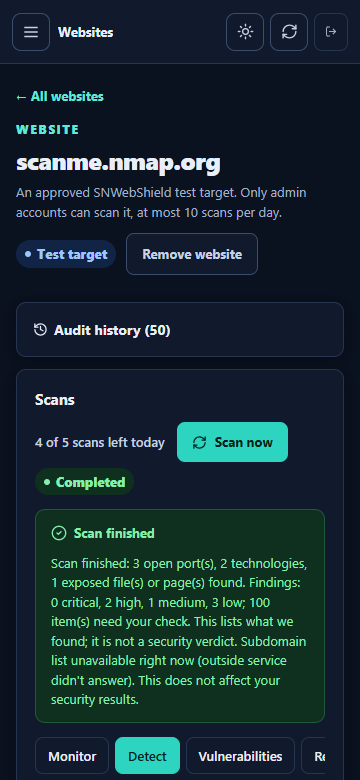 Websites
← All websites
WEBSITE
scanme.nmap.org
An approved SNWebShield test target. Only admin
accounts can scan it, at most 10 scans per day.
Test target
Remove website
Audit history (50)
Scans
4 of 5 scans left today
Scan now
Completed
Scan finished
Scan finished: 3 open port(s), 2 technologies,
1 exposed file(s) or page(s) found. Findings:
0 critical, 2 high, 1 medium, 3 low; 100
item(s) need your check. This lists what we
found; it is not a security verdict. Subdomain
list unavailable right now (outside service
didn't answer). This does not affect your
security results.
Monitor
Detect
Vulnerabilities
Re